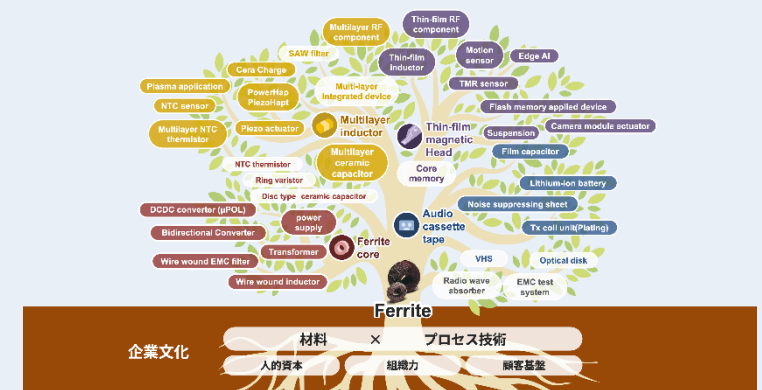 Multilayer RF
component
Thin-film RF
component
SAW filter
Thin-film
inductor
Motion
sensor
Edge AI
Cera Charge
TMR sensor
Plasma application
PowerHap
PiezoHapt
Multi-layer
integrated device
Flash memory applied device
NTC sensor
Multilayer
inductor
Thin-film
magnetic
Head
Suspension
Camera module actuator
Multilayer NTC
thermistor
Piezo actuator
Film capacitor
Multilayer
ceramic
capacitor
Core
memory
NTC thermistor
Ring varistor
Lithium-ion battery
Disc type ceramic capacitor
Noise suppressing sheet
DCDC converter (µPOL)
power
supply
Audio
cassette
tape
Tx coil unit(Plating)
Bidirectional Converter
Ferrite
core
Transformer
VHS
Optical disk
Wire wound EMC filter
Wire wound inductor
Radio wave
absorber
EMC test
system
Ferrite
企業文化
材料 × プロセス技術
人的資本
組織力
顧客基盤